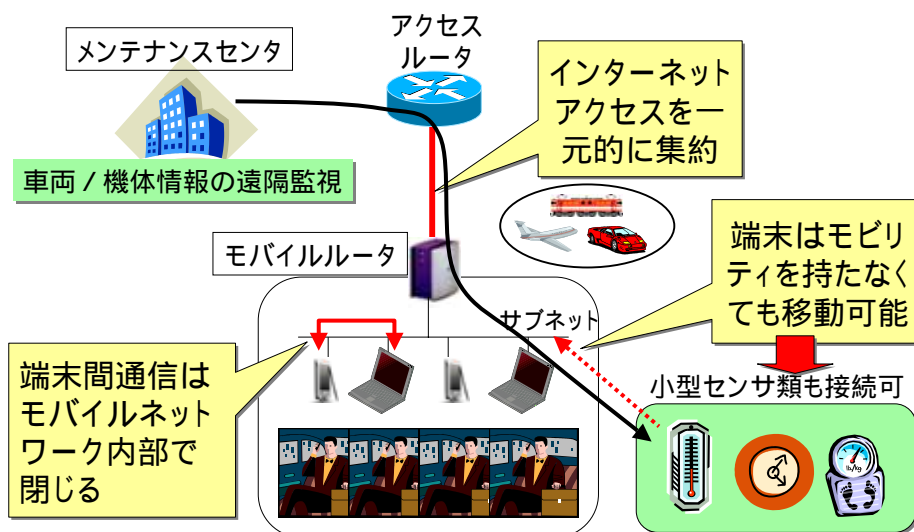 メンテナンスセンタ
アクセス
ルータ
インターネット
アクセスを一
元的に集約
車両 / 機体情報の遠隔監視
モバイルルータ
端末はモビリ
ティを持たなく
ても移動可能
サブネット
端末間通信は
モバイルネット
ワーク内部で
閉じる
小型センサ類も接続可
lb/kg